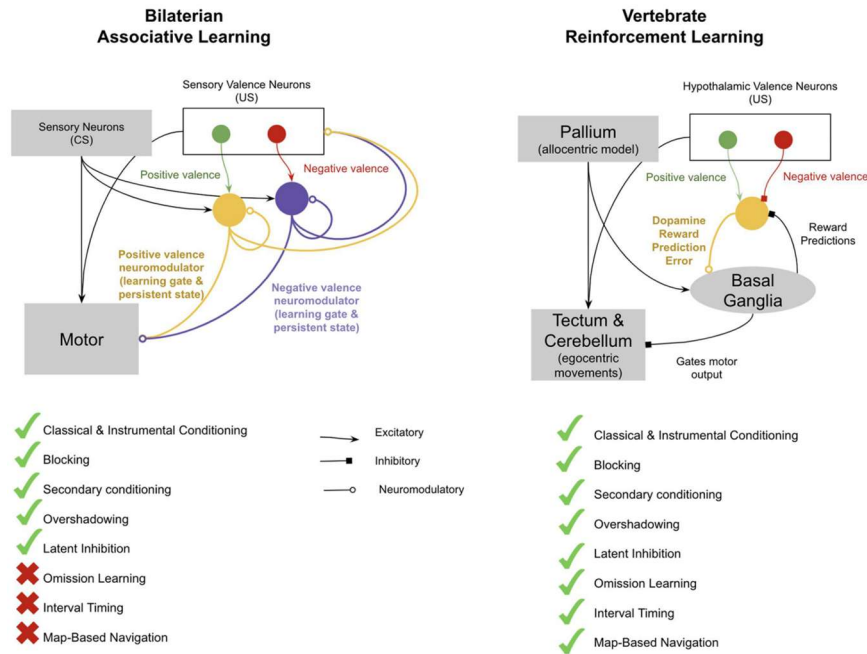 Bilaterian
Associative Learning
Sensory Valence Neurons
(US)
Sensory Neurons
(CS)
Positive valence
Negative valence
Positive valence
neuromodulator
(learning gate &
persistent state)
Negative valence
neuromodulator
(learning gate &
persistent state)
Motor
Classical & Instrumental Conditioning
Blocking
Secondary conditioning
Overshadowing
Latent Inhibition
Omission Learning
Interval Timing
Map-Based Navigation
Excitatory
Inhibitory
Neuromodulatory
Vertebrate
Reinforcement Learning
Hypothalamic Valence Neurons
(US)
Pallium
(allocentric model)
Positive valence
Negative valence
Dopamine
Reward
Prediction
Error
Reward
Predictions
Basal
Ganglia
Tectum &
Cerebellum
(egocentric
movements)
Gates motor
output
Classical & Instrumental Conditioning
Blocking
Secondary conditioning
Overshadowing
Latent Inhibition
Omission Learning
Interval Timing
Map-Based Navigation